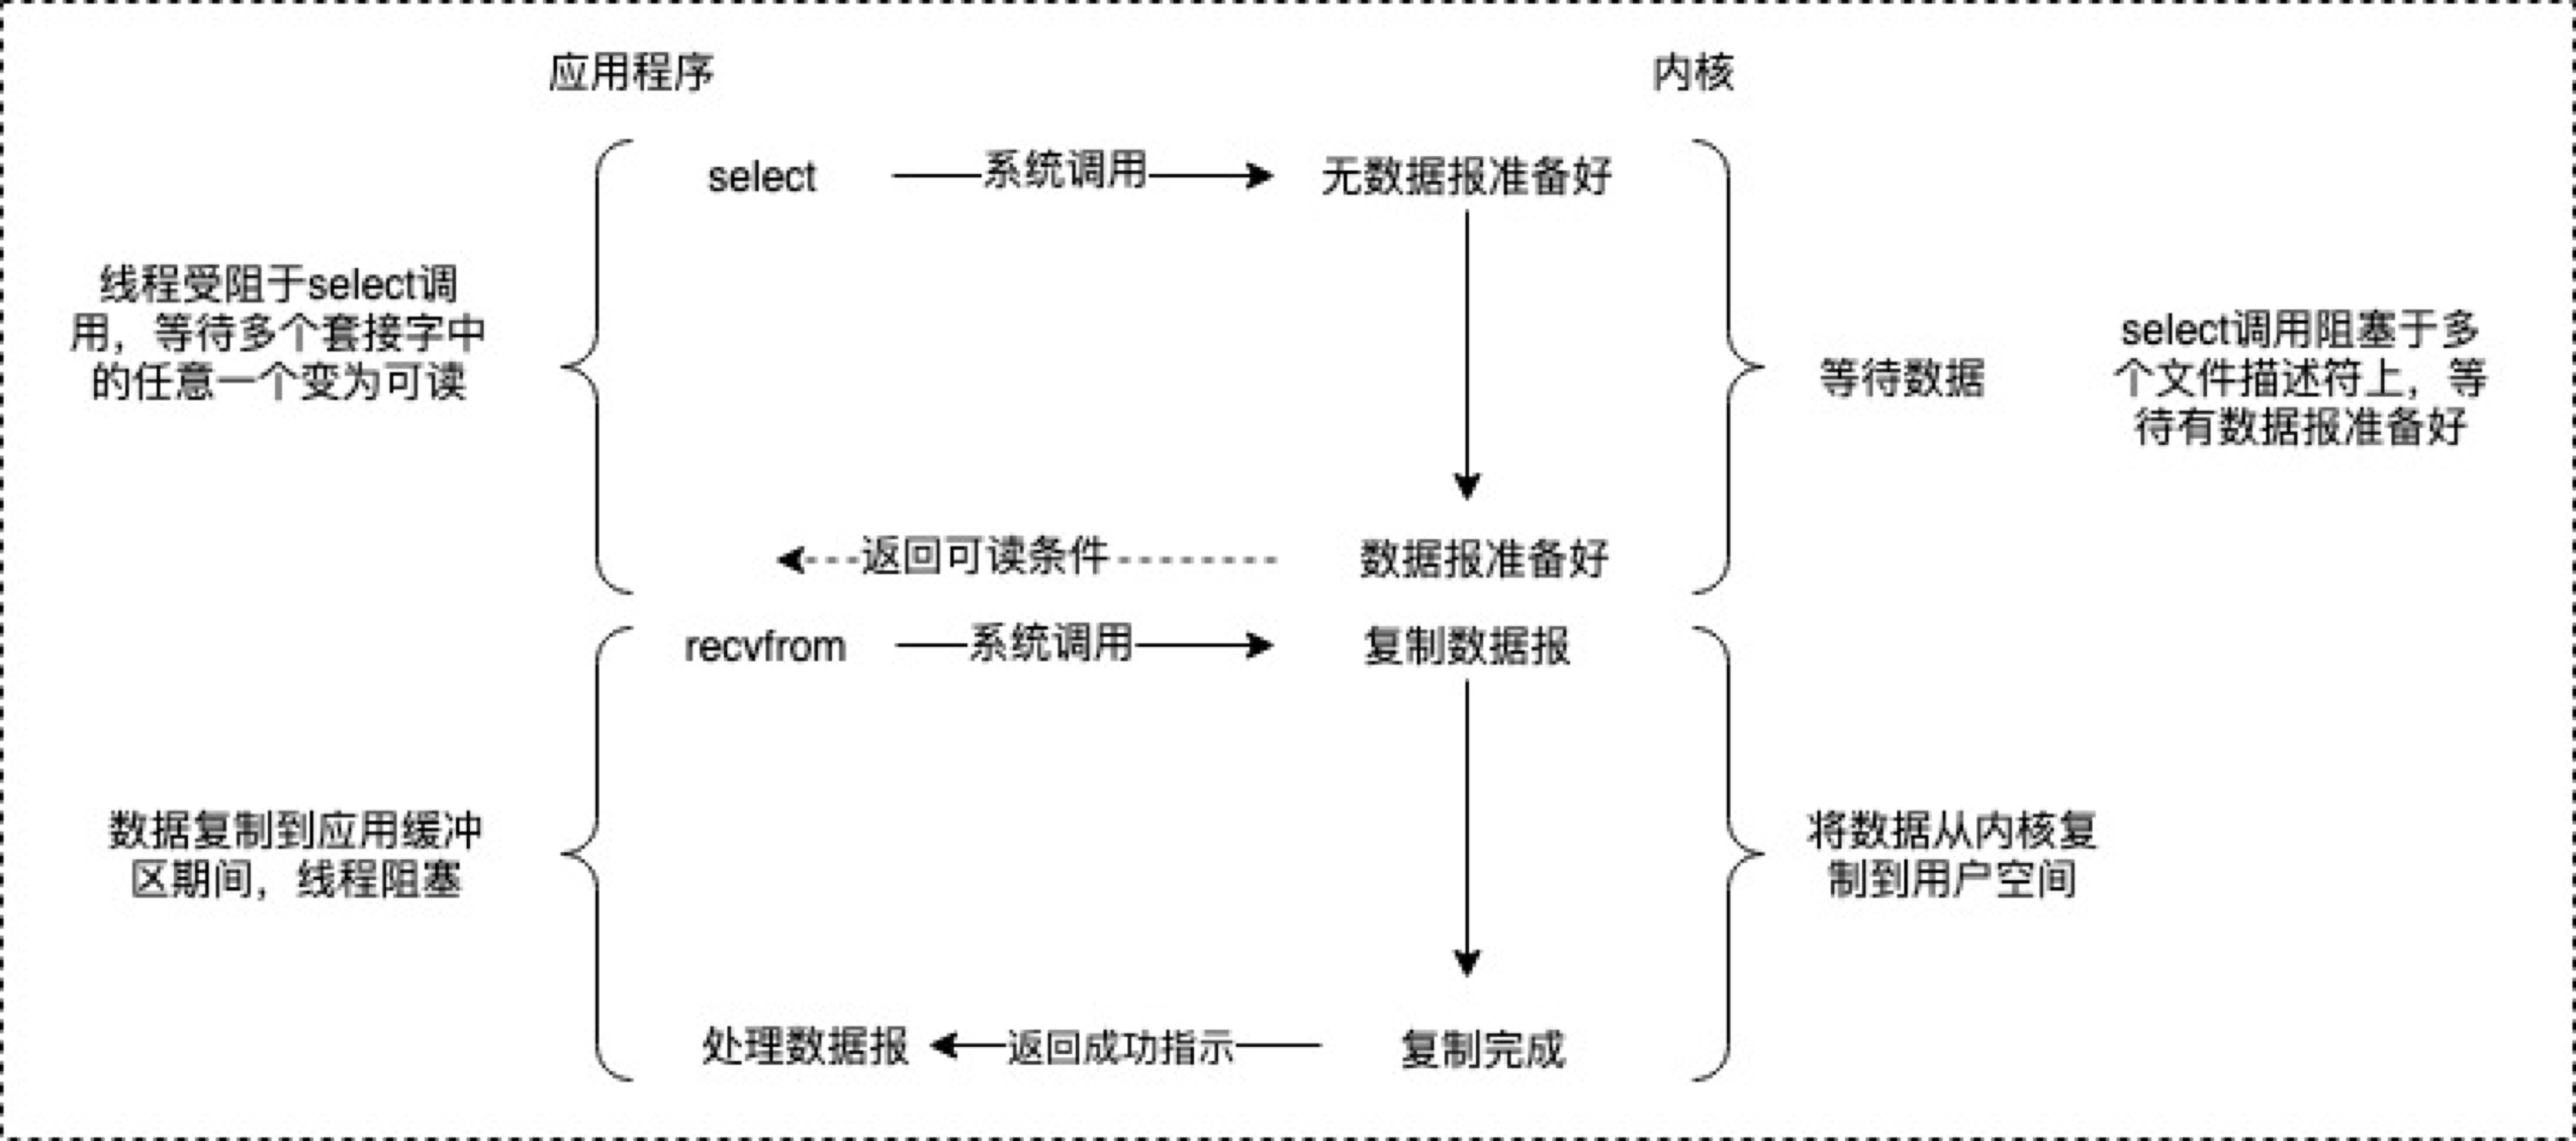 应用程序
内核
select
系统调用
无数据报准备好
线程受阻于select调
用，等待多个套接字中
的任意一个变为可读
等待数据
select调用阻塞于多
个文件描述符上，等
待有数据报准备好
返回可读条件
数据报准备好
recvfrom
系统调用
复制数据报
数据复制到应用缓冲
区期间，线程阻塞
将数据从内核复
制到用户空间
处理数据报
返回成功指示
复制完成